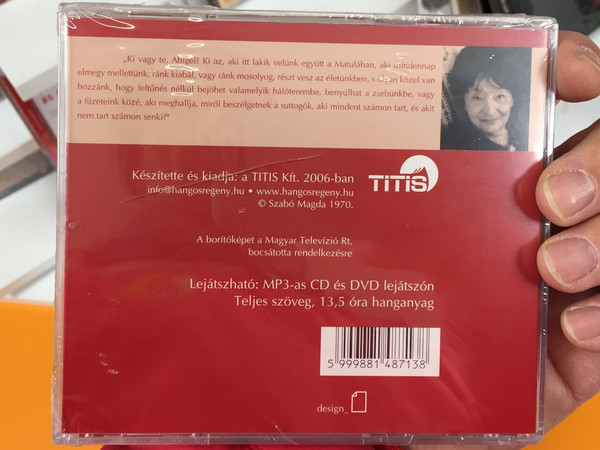 „Ki vagy te, Abigél? Ki az, aki itt lakik velünk együtt a Matulában, aki mindennap
elmegy mellettünk, ránk kiabál, vagy ránk mosolyog, részt vesz az életünkben, s olyan közel van
hozzánk, hogy feltűnés nélkül bejöhet valamelyik hálóterembe, benyúlhat a zsebünkbe, vagy
a füzeteink közé, aki meghallja, miről beszélgetnek a suttogók, aki mindent számon tart, és akit
nem tart számon senki?"
Készítette és kiadja: a TITIS Kft. 2006-ban
info@hangosregeny.hu • www.hangosregeny.hu
© Szabó Magda 1970.
TITIS
A borítóképet a Magyar Televízió Rt.
bocsátotta rendelkezésre
Lejátszható: MP3-as CD és DVD lejátszón
Teljes szöveg, 13,5 óra hanganyag
5 999881 487138
design_